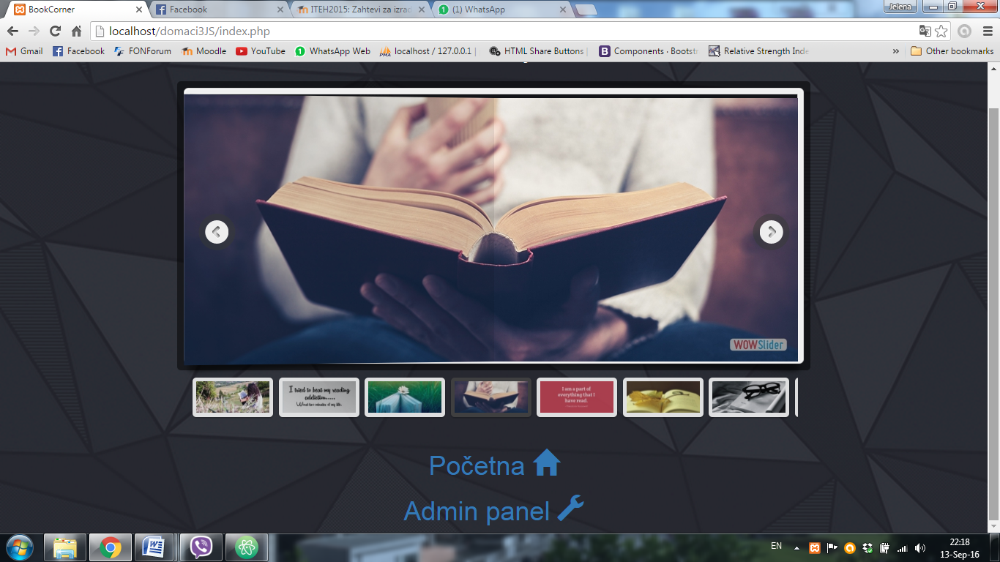 BookCorner
Facebook
ITEH2015: Zahtevi za izrad
(1) WhatsApp
Jelena
localhost/domaci3JS/index.php
Gmail
Facebook
FONForum
Moodle
YouTube
WhatsApp Web
localhost / 127.0.0.1 |
HTML Share Buttons
Components · Bootstr
Relative Strength Inde
»
Other bookmarks
WOWSlider
I tried to beat my reading
addiction.....
Worst two minutes of my life.
I am a part of
everything that I
have read.
Početna
Admin panel
EN
22:18
13-Sep-16